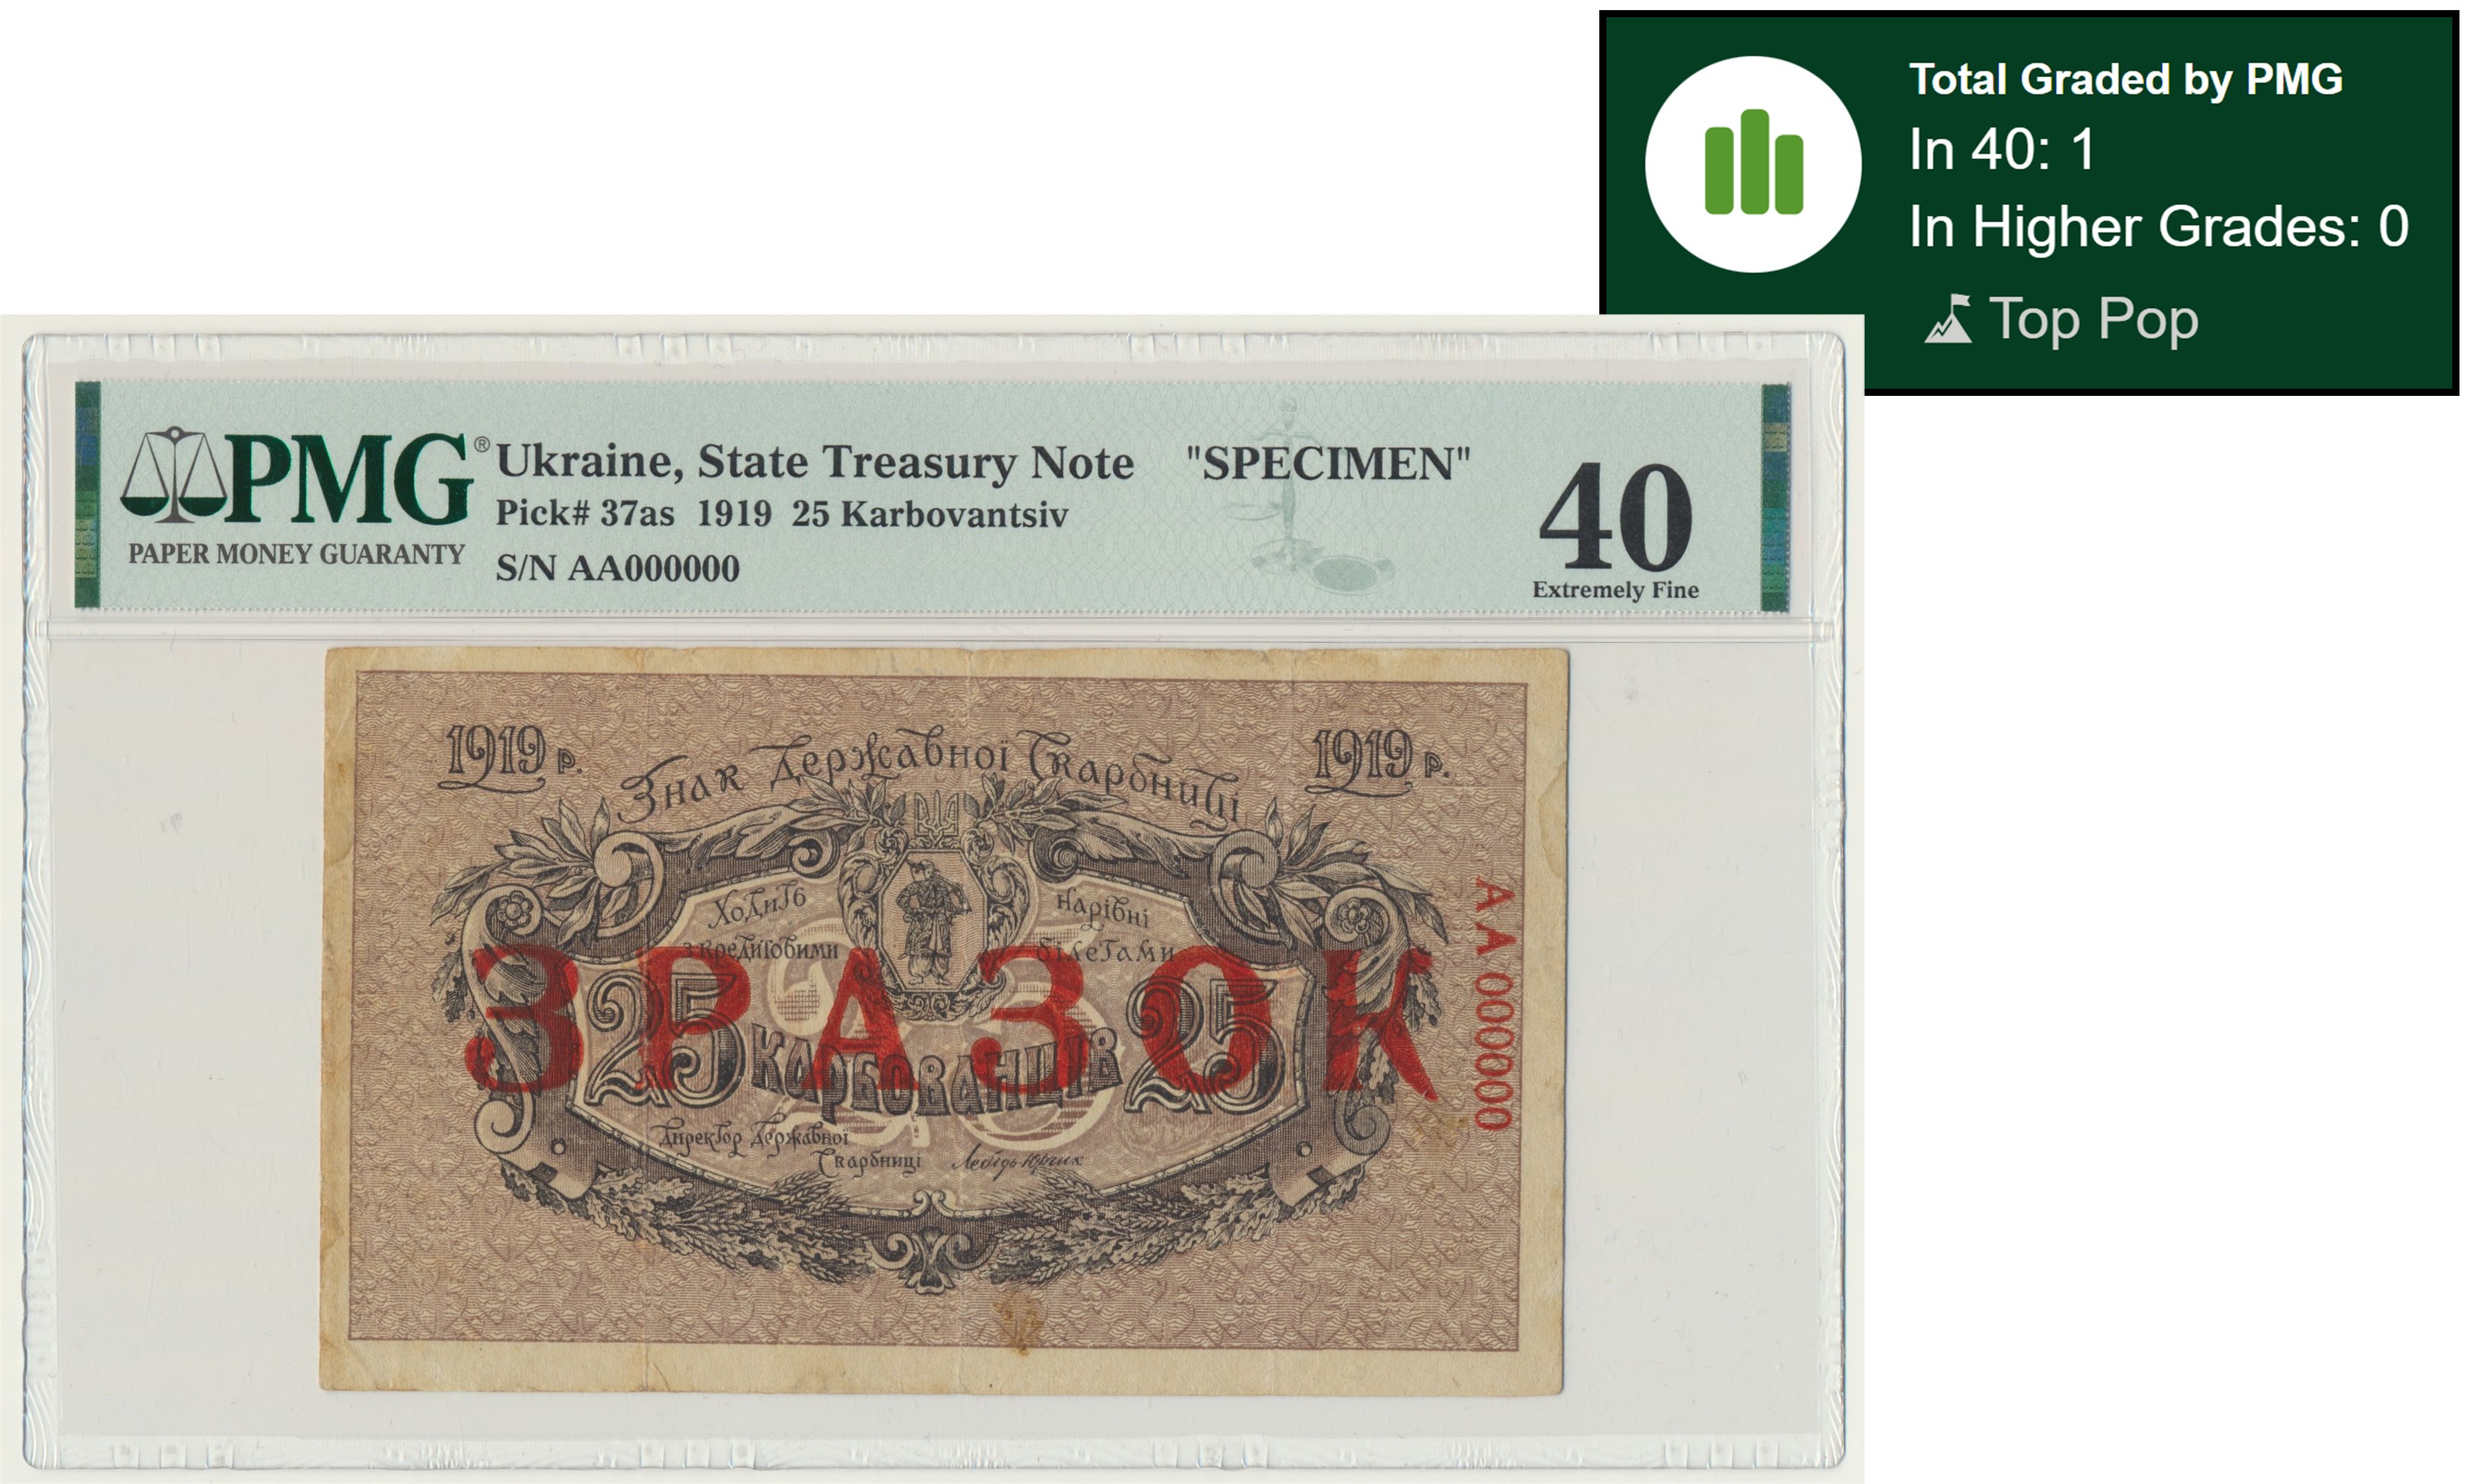 Total Graded by PMG
In 40: 1
In Higher Grades: 0
Top Pop
PMG®
PAPER MONEY GUARANTY
Ukraine, State Treasury Note "SPECIMEN"
Pick# 37as 1919 25 Karbovantsiv
S/N AA000000
40
Extremely Fine
1919 р.
Знак Державної Скарбниці
1919 р.
Ходить нарівні
з кредитовими білетами
ЗРАЗОК
25 КАРБОВАНЦІВ 25
Директор Державної
Скарбниці Лебідь-Юрчик
АА 000000